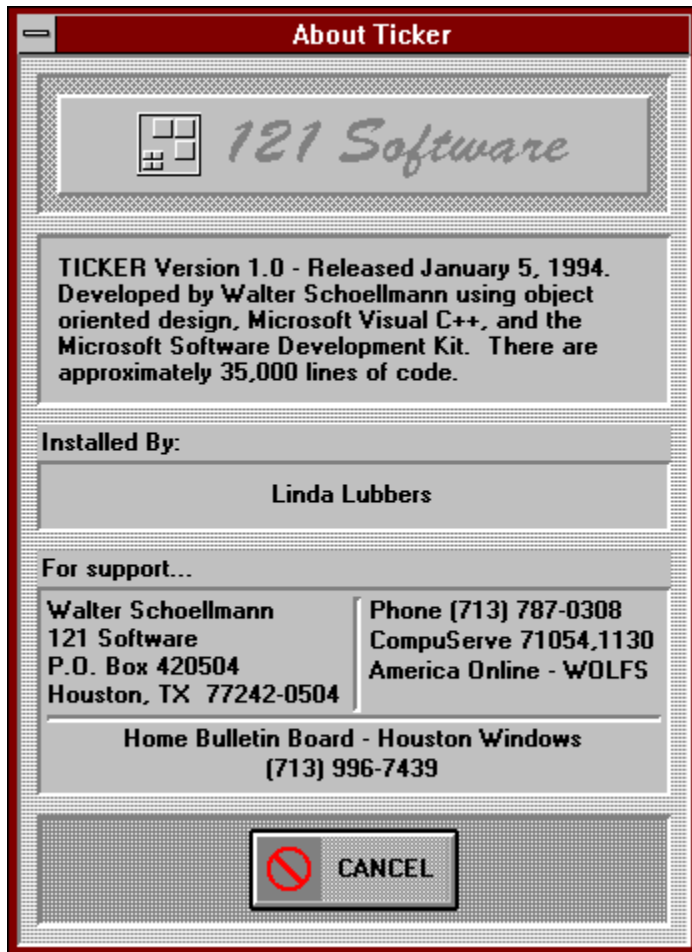 About Ticker
121 Software
TICKER Version 1.0 - Released January 5, 1994.
Developed by Walter Schoellmann using object
oriented design, Microsoft Visual C++, and the
Microsoft Software Development Kit.  There are
approximately 35,000 lines of code.
Installed By:
Linda Lubbers
For support...
Walter Schoellmann
121 Software
P.O. Box 420504
Houston, TX  77242-0504
Phone (713) 787-0308
CompuServe 71054,1130
America Online - WOLFS
Home Bulletin Board - Houston Windows
(713) 996-7439
CANCEL